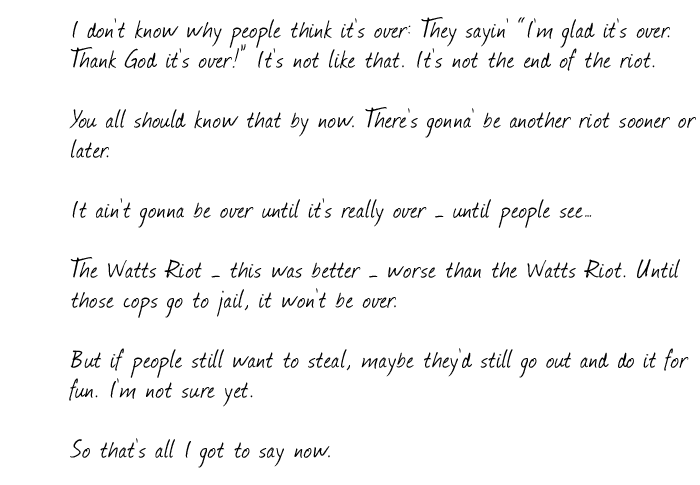 I don't know why people think it's over: They sayin' "I'm glad it's over.
Thank God it's over!" It's not like that. It's not the end of the riot.
You all should know that by now. There's gonna' be another riot sooner or
later.
It ain't gonna be over until it's really over – until people see...
The Watts Riot – this was better – worse than the Watts Riot. Until
those cops go to jail, it won't be over.
But if people still want to steal, maybe they'd still go out and do it for
fun. I'm not sure yet.
So that's all I got to say now.